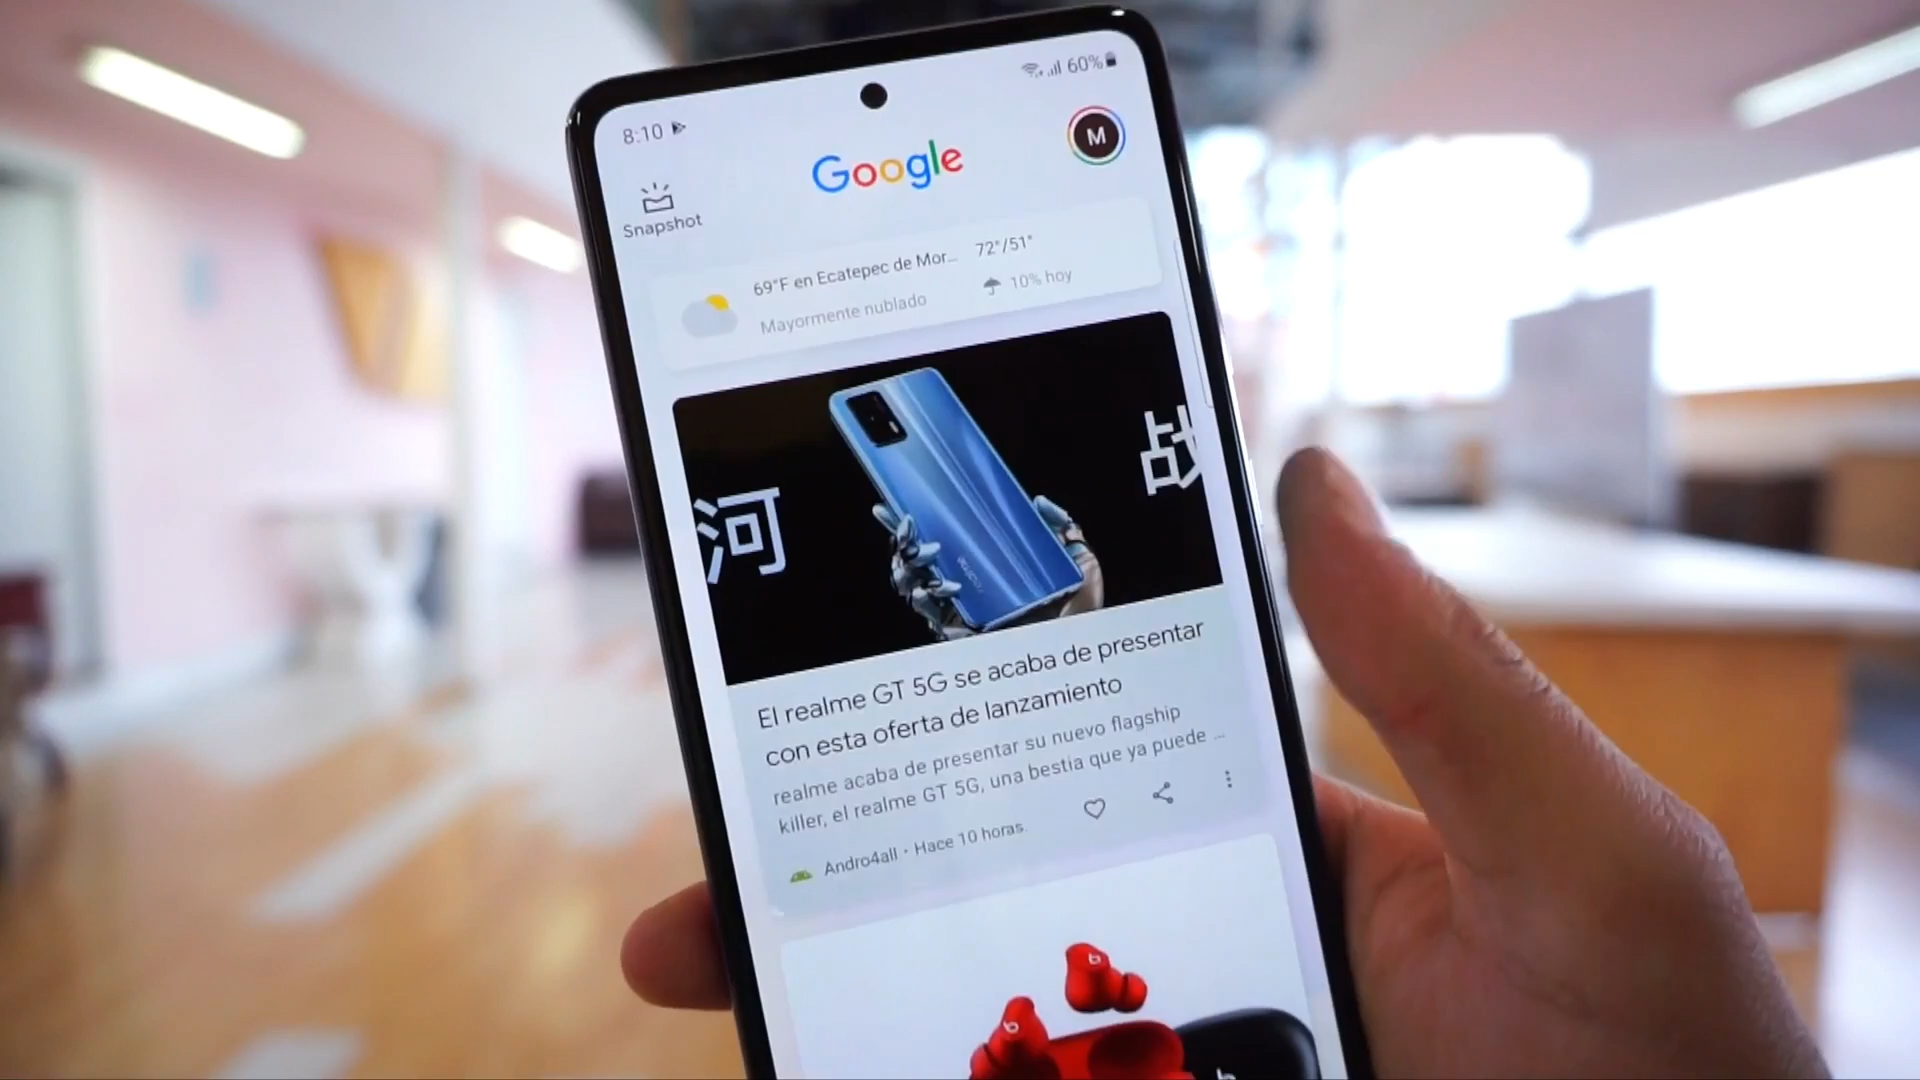 8:10
60%
Google
M
Snapshot
69°F en Ecatepec de Mor...
72°/51°
Mayormente nublado
10% hoy
河
战
realme
El realme GT 5G se acaba de presentar
con esta oferta de lanzamiento
realme acaba de presentar su nuevo flagship
killer, el realme GT 5G, una bestia que ya puede ...
Andro4all · Hace 10 horas.
b
b
b